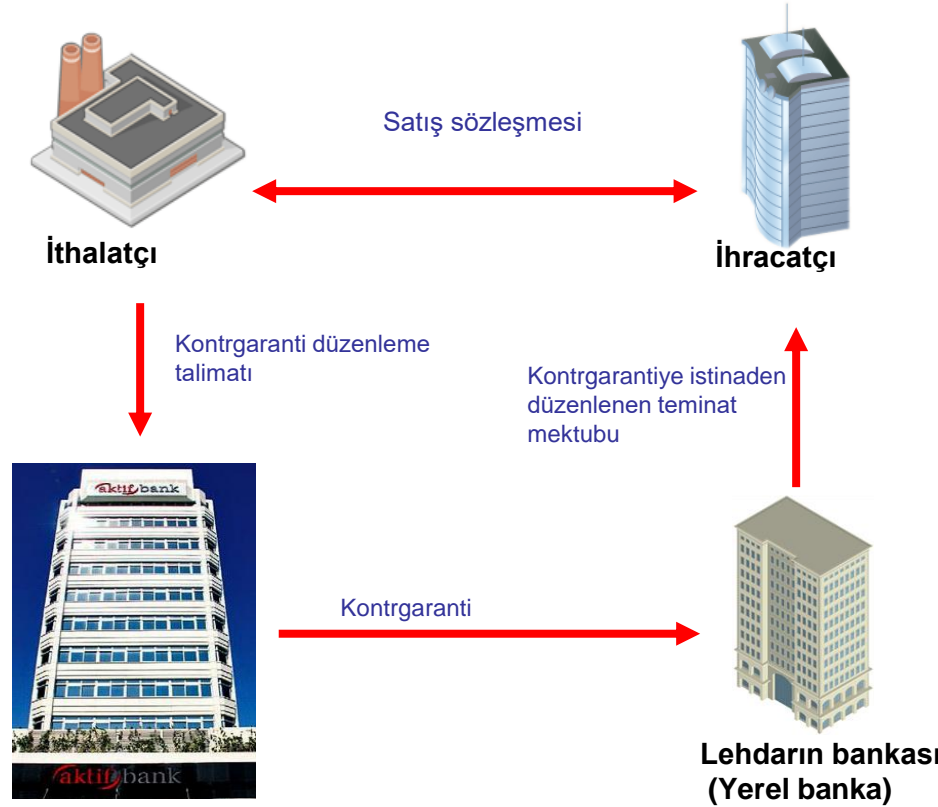 Satış sözleşmesi
İthalatçı
İhracatçı
Kontrgaranti düzenleme
talimatı
Kontrgarantiye istinaden
düzenlenen teminat
mektubu
aktif bank
Kontrgaranti
aktif bank
Lehdarın bankası
(Yerel banka)